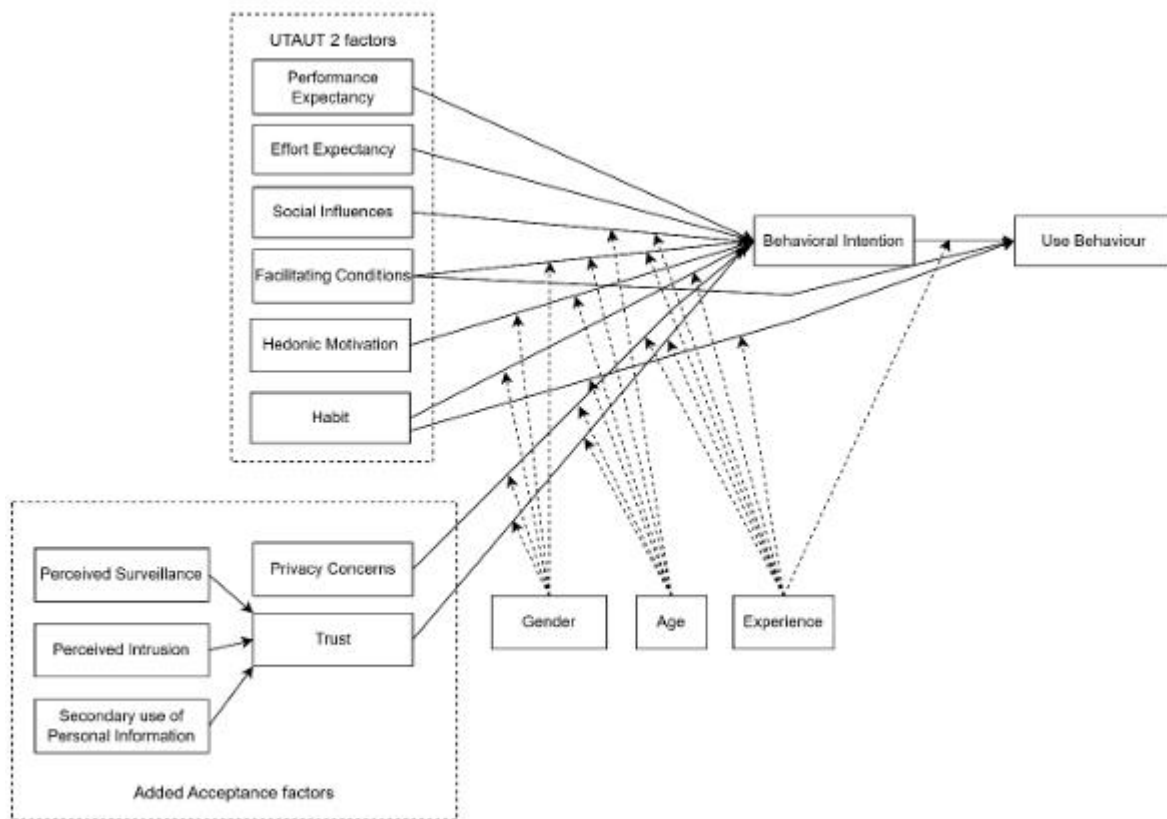 UTAUT 2 factors
Performance
Expectancy
Effort Expectancy
Social Influences
Facilitating Conditions
Hedonic Motivation
Habit
Behavioral Intention
Use Behaviour
Perceived Surveillance
Perceived Intrusion
Secondary use of
Personal Information
Privacy Concerns
Trust
Added Acceptance factors
Gender
Age
Experience